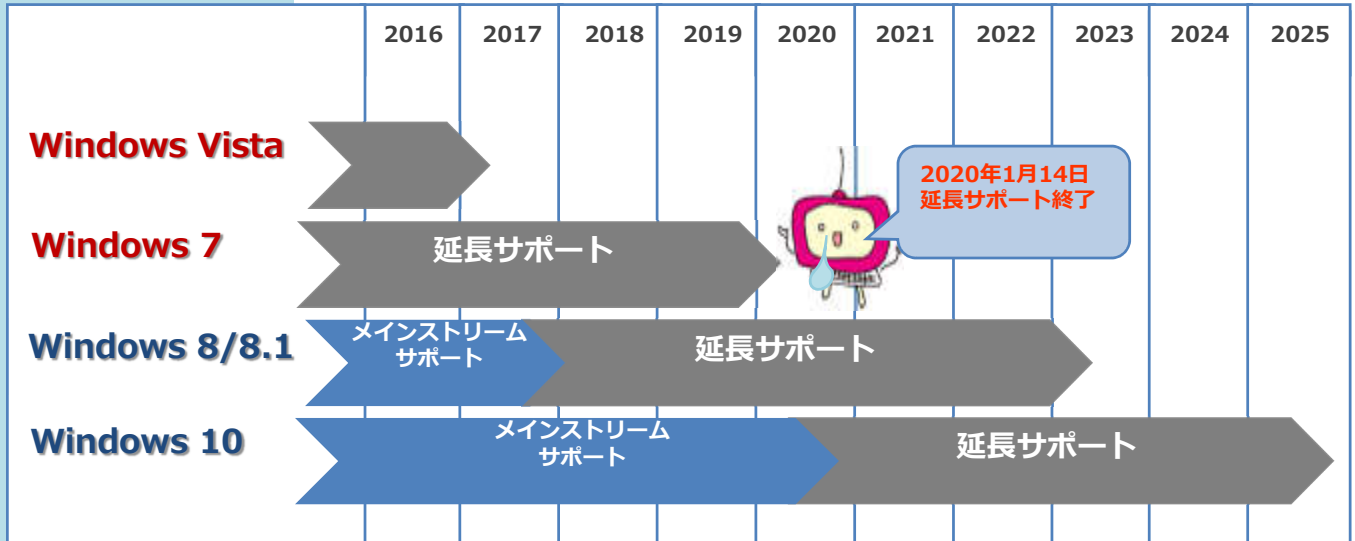 2016 2017 2018 2019 2020 2021 2022 2023 2024 2025
Windows Vista
2020年1月14日
延長サポート終了
Windows 7
延長サポート
Windows 8/8.1
メインストリーム
サポート
延長サポート
Windows 10
メインストリーム
サポート
延長サポート